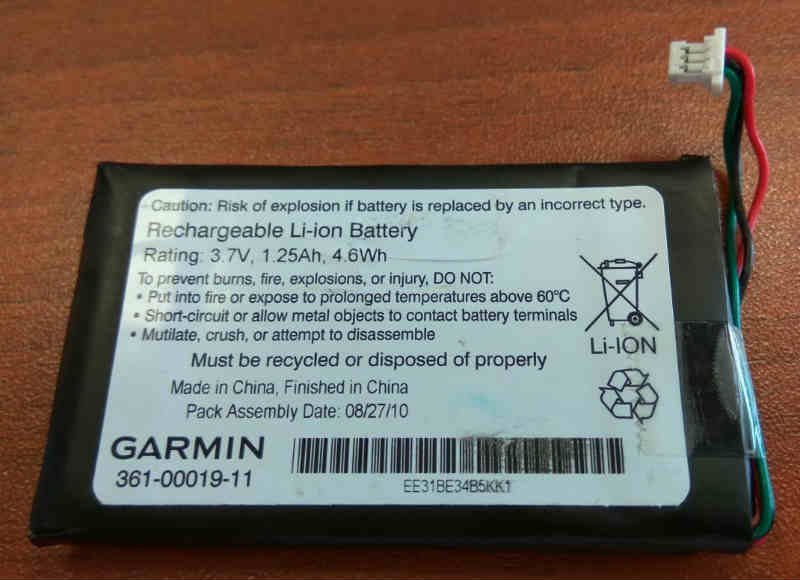 Caution: Risk of explosion if battery is replaced by an incorrect type.
Rechargeable Li-ion Battery
Rating: 3.7V, 1.25Ah, 4.6Wh
To prevent burns, fire, explosions, or injury, DO NOT:
• Put into fire or expose to prolonged temperatures above 60°C
• Short-circuit or allow metal objects to contact battery terminals
• Mutilate, crush, or attempt to disassemble
Li-ION
Must be recycled or disposed of properly
Made in China, Finished in China
Pack Assembly Date: 08/27/10
GARMIN
361-00019-11
EE31BE34B5KK1